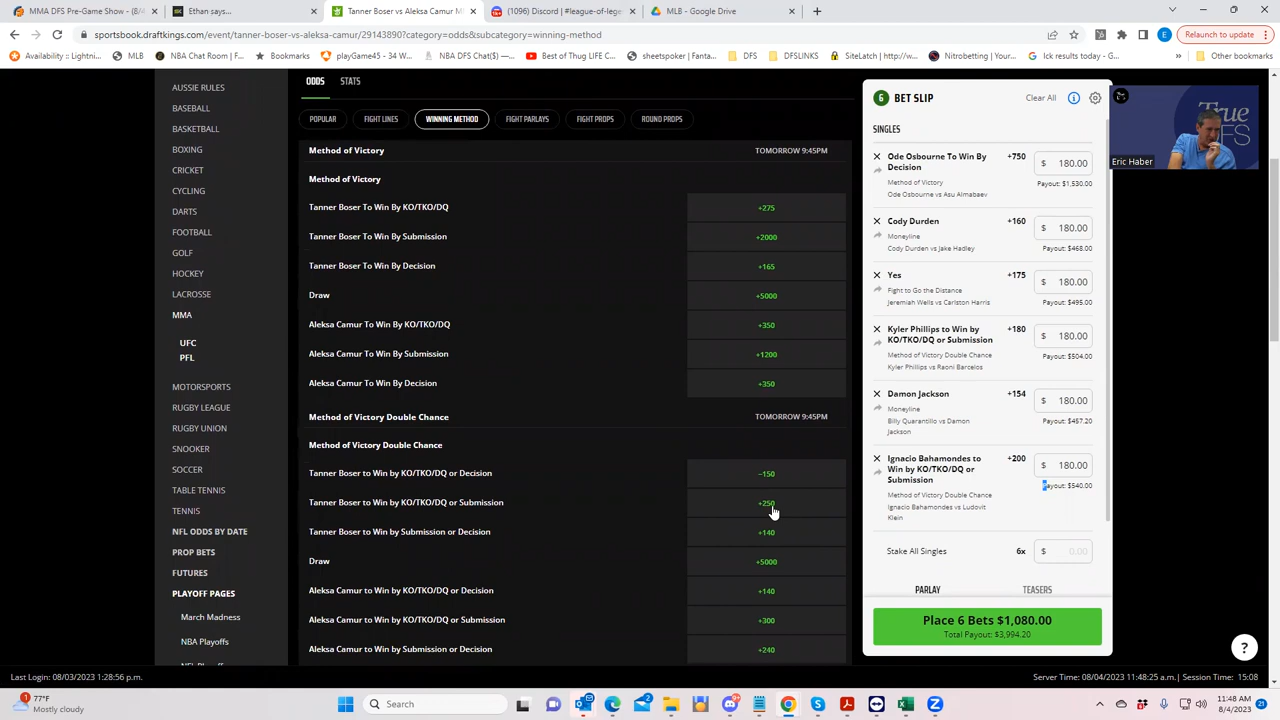 MMA DFS Pre-Game Show - (8/4
Ethan says...
Tanner Boser vs Aleksa Camur M
(1096) Discord | #league-of-lege
MLB - Google Drive
sportsbook.draftkings.com/event/tanner-boser-vs-aleksa-camur/29143890?category=odds&subcategory=winning-method
Relaunch to update
Availability :: Lightni...
MLB
NBA Chat Room - F...
Bookmarks
playGame45 - 34 W...
NBA DFS Chat($) - ...
Best of Thug LIFE C...
sheetspoker | Fanta...
DFS
DFSLINKS
SiteLatch | http://w...
Nitrobetting | Your...
lck results today - G...
Other bookmarks
AUSSIE RULES
BASEBALL
BASKETBALL
BOXING
CRICKET
CYCLING
DARTS
FOOTBALL
GOLF
HOCKEY
LACROSSE
MMA
UFC
PFL
MOTORSPORTS
RUGBY LEAGUE
RUGBY UNION
SNOOKER
SOCCER
TABLE TENNIS
TENNIS
NFL ODDS BY DATE
PROP BETS
FUTURES
PLAYOFF PAGES
March Madness
NBA Playoffs
ODDS
STATS
POPULAR
FIGHT LINES
WINNING METHOD
FIGHT PARLAYS
FIGHT PROPS
ROUND PROPS
Method of Victory
TOMORROW 9:45PM
Method of Victory
Tanner Boser To Win By KO/TKO/DQ
+275
Tanner Boser To Win By Submission
+2000
Tanner Boser To Win By Decision
+165
Draw
+5000
Aleksa Camur To Win By KO/TKO/DQ
+350
Aleksa Camur To Win By Submission
+1200
Aleksa Camur To Win By Decision
+350
Method of Victory Double Chance
TOMORROW 9:45PM
Method of Victory Double Chance
Tanner Boser to Win by KO/TKO/DQ or Decision
−150
Tanner Boser to Win by KO/TKO/DQ or Submission
+250
Tanner Boser to Win by Submission or Decision
+140
Draw
+5000
Aleksa Camur to Win by KO/TKO/DQ or Decision
+140
Aleksa Camur to Win by KO/TKO/DQ or Submission
+300
Aleksa Camur to Win by Submission or Decision
+240
6
BET SLIP
Clear All
SINGLES
Ode Osbourne To Win By
Decision
+750
$ 180.00
Method of Victory
Payout: $1,530.00
Ode Osbourne vs Asu Almabaev
Cody Durden
+160
$ 180.00
Moneyline
Cody Durden vs Jake Hadley
Payout: $468.00
Yes
+175
$ 180.00
Fight to Go the Distance
Jeremiah Wells vs Carlston Harris
Payout: $495.00
Kyler Phillips to Win by
KO/TKO/DQ or Submission
+180
$ 180.00
Method of Victory Double Chance
Payout: $504.00
Kyler Phillips vs Raoni Barcelos
Damon Jackson
+154
$ 180.00
Moneyline
Billy Quarantillo vs Damon
Jackson
Payout: $457.20
Ignacio Bahamondes to
Win by KO/TKO/DQ or
Submission
+200
$ 180.00
Payout: $540.00
Method of Victory Double Chance
Ignacio Bahamondes vs Ludovit
Klein
Stake All Singles
6x
$ 0.00
PARLAY
TEASERS
Place 6 Bets $1,080.00
Total Payout: $3,994.20
True
DFS
Eric Haber
Last Login: 08/03/2023 1:28:56 p.m.
Server Time: 08/04/2023 11:48:25 a.m.| Session Time: 15:08
77°F
Mostly cloudy
Search
11:48 AM
8/4/2023